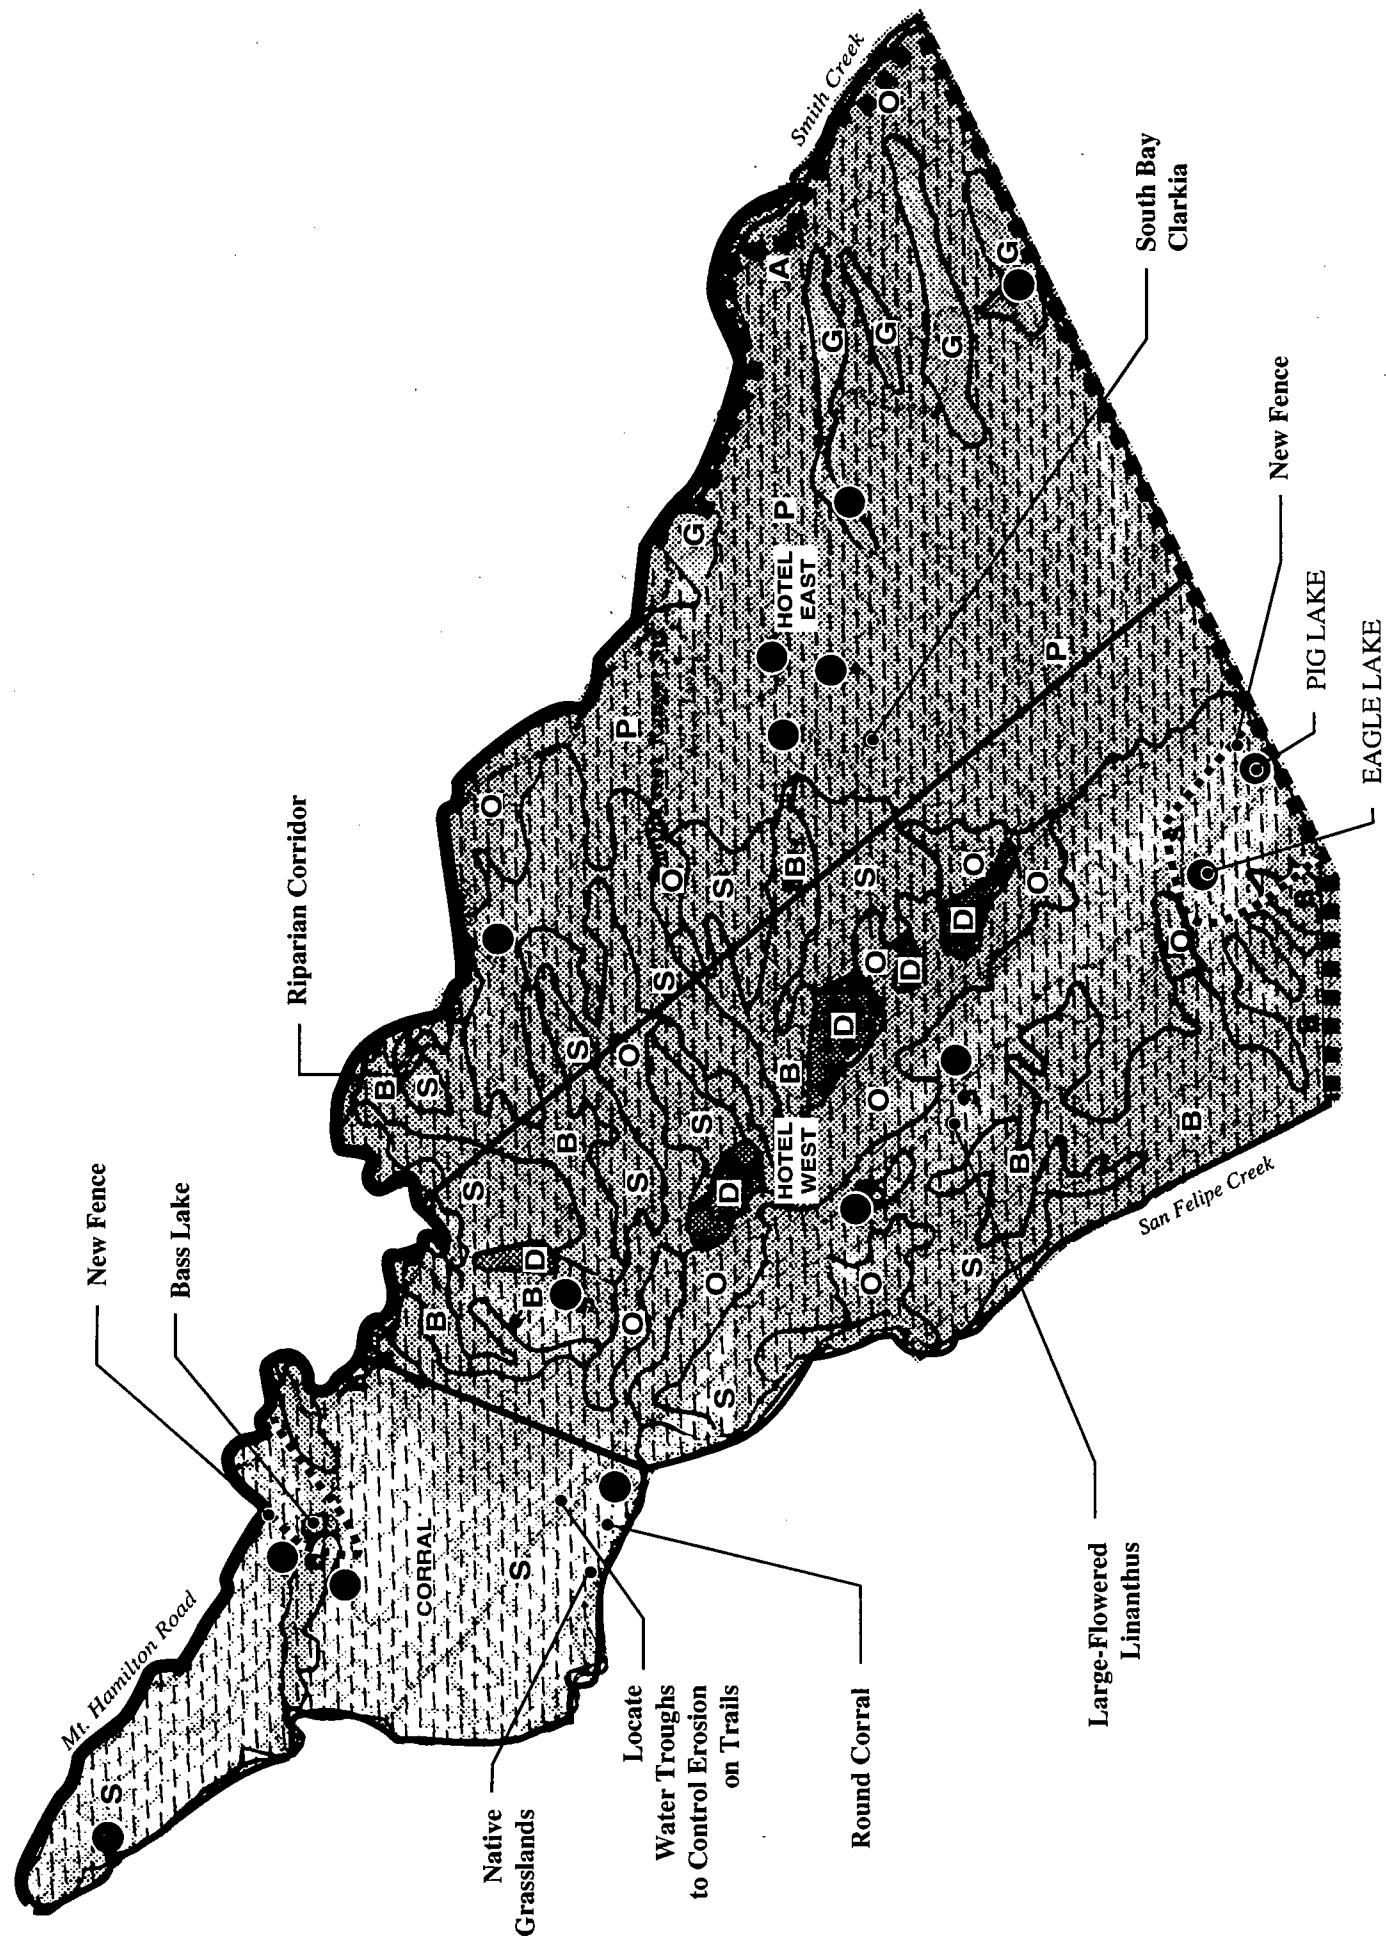 Mt. Hamilton Road
New Fence
Bass Lake
Riparian Corridor
Smith Creek
South Bay
Clarkia
New Fence
PIG LAKE
EAGLE LAKE
San Felipe Creek
Large-Flowered
Linanthus
Round Corral
Locate
Water Troughs
to Control Erosion
on Trails
Native
Grasslands
CORRAL
HOTEL
WEST
HOTEL
EAST
S
S
S
B
D
B
S
B
S
B
S
O
S
D
O
S
O
S
S
O
B
D
O
O
S
B
B
O
D
D
O
O
O
S
B
S
O
P
G
P
P
A
G
G
G
G
O